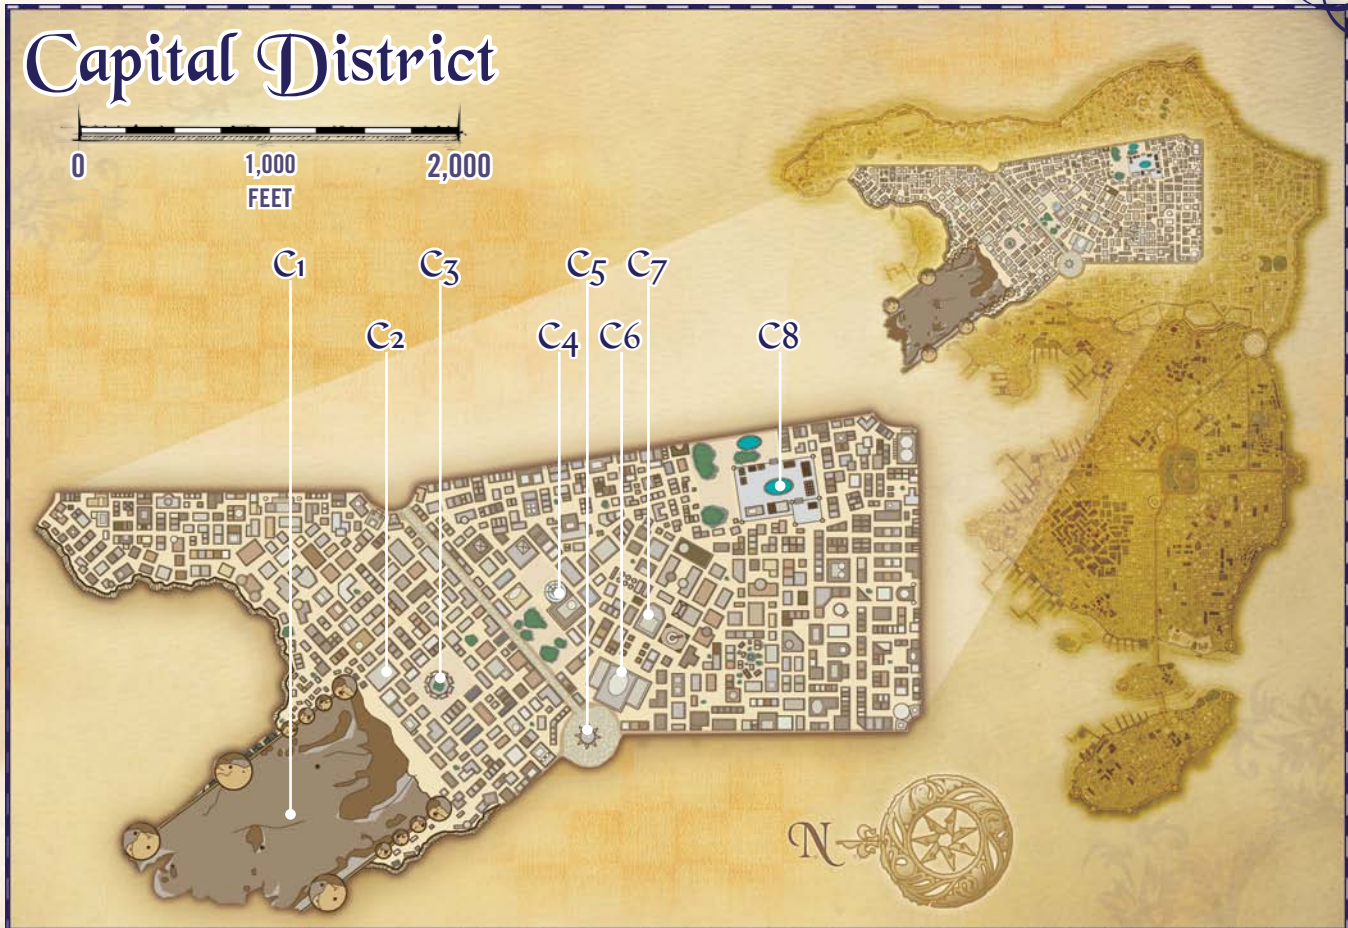 Capital District
0 1,000 2,000
FEET
C1 C3 C5 C7
C2 C4 C6 C8
N